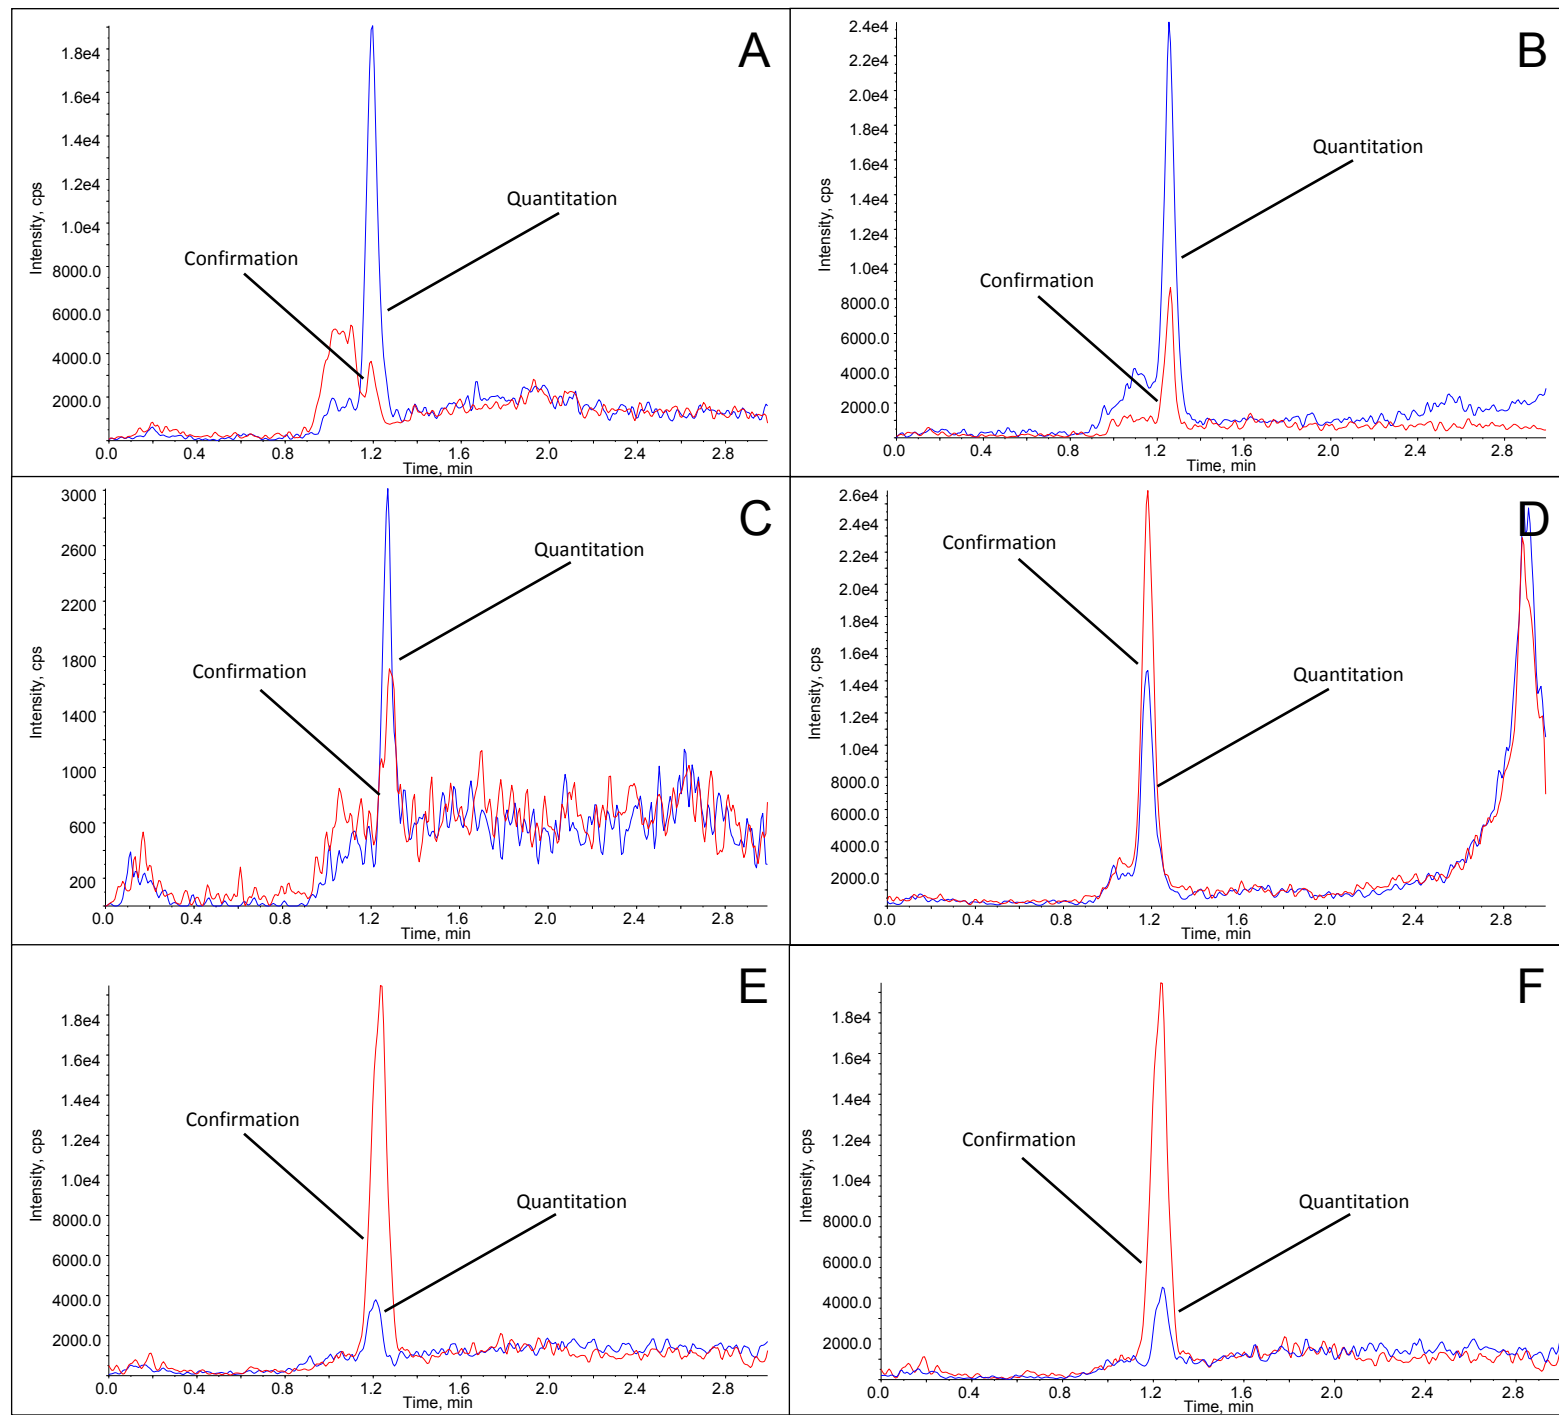 A
1.8e4
1.6e4
1.4e4
1.2e4
1.0e4
8000.0
6000.0
4000.0
2000.0
Intensity, cps
Quantitation
Confirmation
0.0 0.4 0.8 1.2 1.6 2.0 2.4 2.8
Time, min
B
2.4e4
2.2e4
2.0e4
1.8e4
1.6e4
1.4e4
1.2e4
1.0e4
8000.0
6000.0
4000.0
2000.0
Intensity, cps
Quantitation
Confirmation
0.0 0.4 0.8 1.2 1.6 2.0 2.4 2.8
Time, min
C
3000
2600
2200
1800
1400
1000
600
200
Intensity, cps
Quantitation
Confirmation
0.0 0.4 0.8 1.2 1.6 2.0 2.4 2.8
Time, min
D
2.6e4
2.4e4
2.2e4
2.0e4
1.8e4
1.6e4
1.4e4
1.2e4
1.0e4
8000.0
6000.0
4000.0
2000.0
Intensity, cps
Confirmation
Quantitation
0.0 0.4 0.8 1.2 1.6 2.0 2.4 2.8
Time, min
E
1.8e4
1.6e4
1.4e4
1.2e4
1.0e4
8000.0
6000.0
4000.0
2000.0
Intensity, cps
Confirmation
Quantitation
0.0 0.4 0.8 1.2 1.6 2.0 2.4 2.8
Time, min
F
1.8e4
1.6e4
1.4e4
1.2e4
1.0e4
8000.0
6000.0
4000.0
2000.0
Intensity, cps
Confirmation
Quantitation
0.0 0.4 0.8 1.2 1.6 2.0 2.4 2.8
Time, min